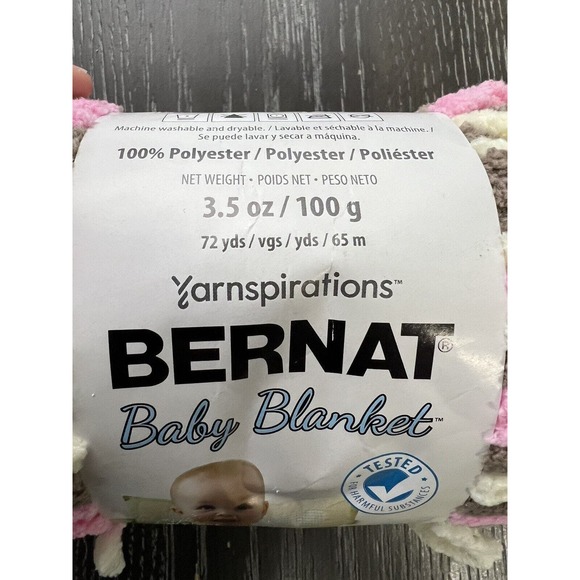 Machine washable and dryable. / Lavable et séchable à la machine. /
Se puede lavar y secar a máquina.
100% Polyester / Polyester / Poliéster
NET WEIGHT • POIDS NET • PESO NETO
3.5 oz / 100 g
72 yds / vgs / yds / 65 m
Yarnspirations™
BERNAT®
Baby Blanket™
TESTED
FOR HARMFUL SUBSTANCES